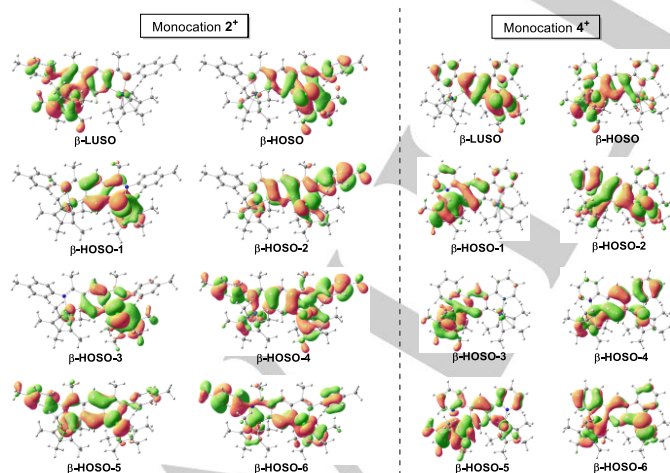 Monocation 2⁺
Monocation 4⁺
β-LUSO
β-HOSO
β-LUSO
β-HOSO
β-HOSO-1
β-HOSO-2
β-HOSO-1
β-HOSO-2
β-HOSO-3
β-HOSO-4
β-HOSO-3
β-HOSO-4
β-HOSO-5
β-HOSO-6
β-HOSO-5
β-HOSO-6